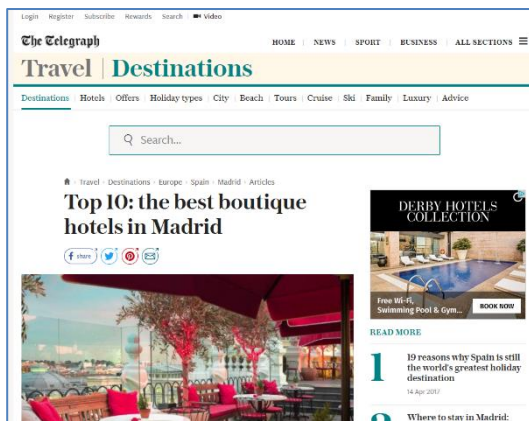 Login Register Subscribe Rewards Search Video
The Telegraph
HOME NEWS SPORT BUSINESS ALL SECTIONS
Travel | Destinations
Destinations Hotels Offers Holiday types City Beach Tours Cruise Ski Family Luxury Advice
Search...
Travel › Destinations › Europe › Spain › Madrid › Articles
Top 10: the best boutique
hotels in Madrid
f share
DERBY HOTELS
COLLECTION
Free Wi-Fi,
Swimming Pool & Gym...
BOOK NOW
READ MORE
1
19 reasons why Spain is still
the world's greatest holiday
destination
14 Apr 2017
2
Where to stay in Madrid: